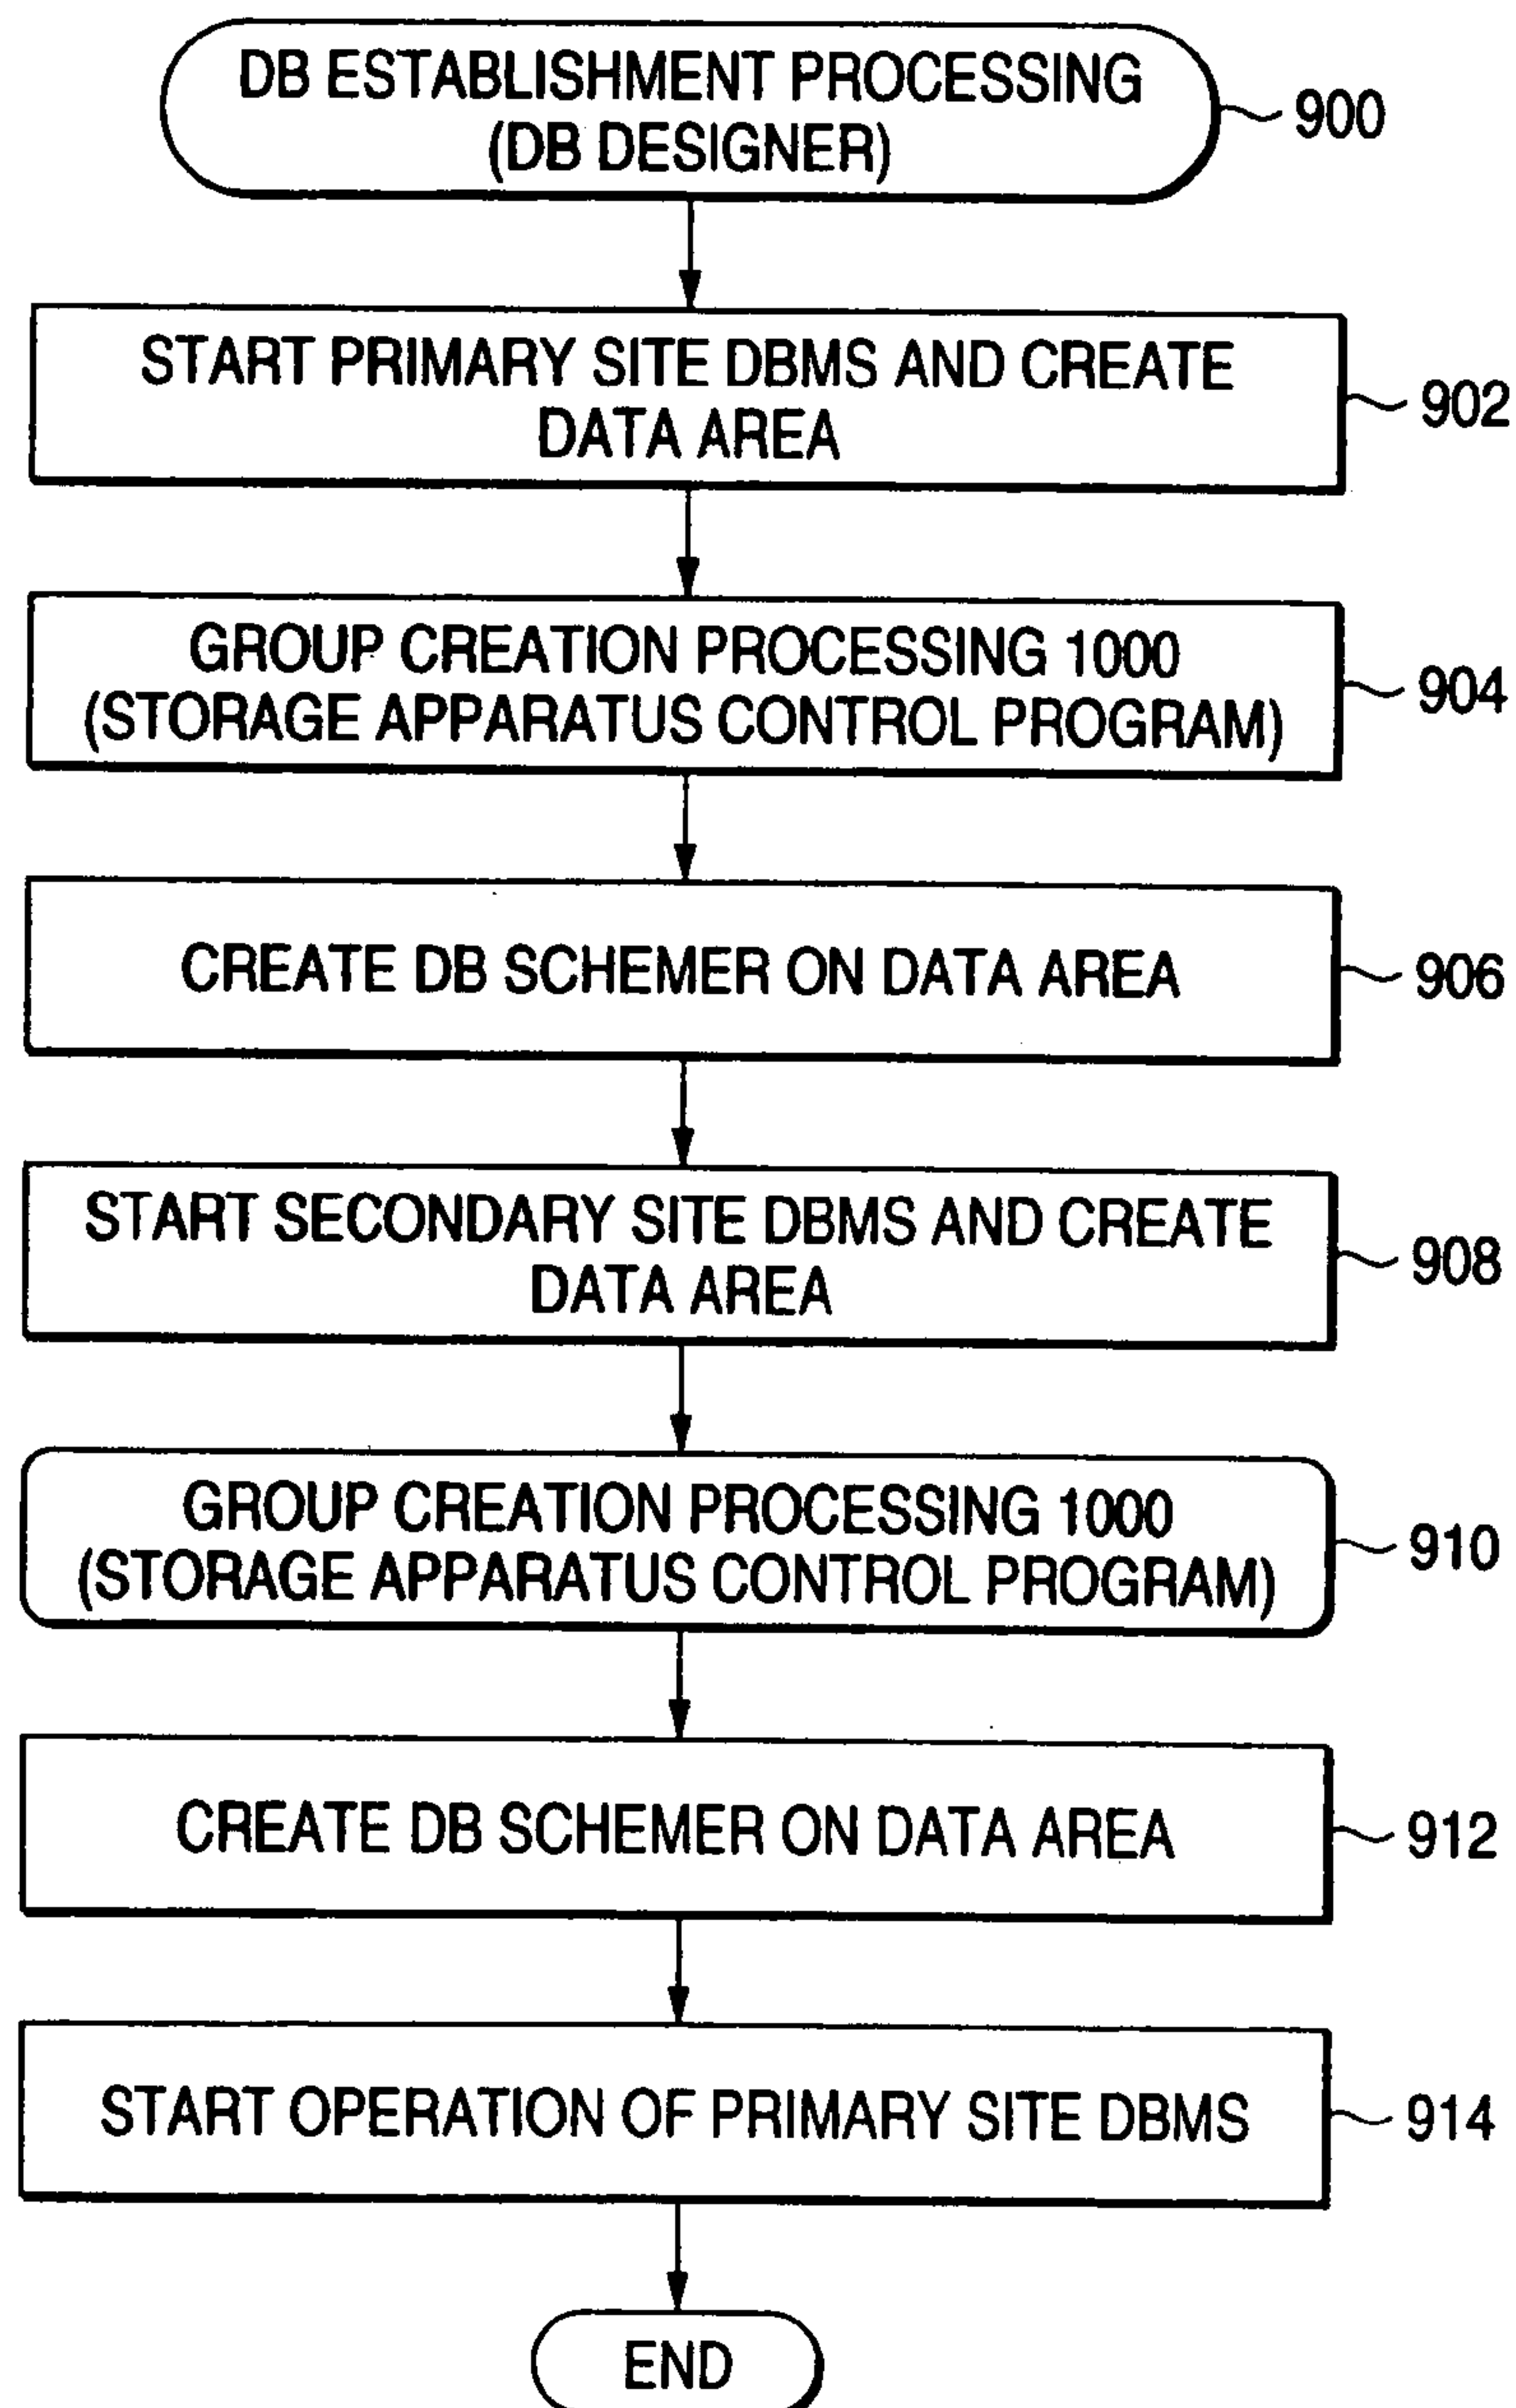 DB ESTABLISHMENT PROCESSING
(DB DESIGNER)
900
START PRIMARY SITE DBMS AND CREATE
DATA AREA
902
GROUP CREATION PROCESSING 1000
(STORAGE APPARATUS CONTROL PROGRAM)
904
CREATE DB SCHEMER ON DATA AREA
906
START SECONDARY SITE DBMS AND CREATE
DATA AREA
908
GROUP CREATION PROCESSING 1000
(STORAGE APPARATUS CONTROL PROGRAM)
910
CREATE DB SCHEMER ON DATA AREA
912
START OPERATION OF PRIMARY SITE DBMS
914
END